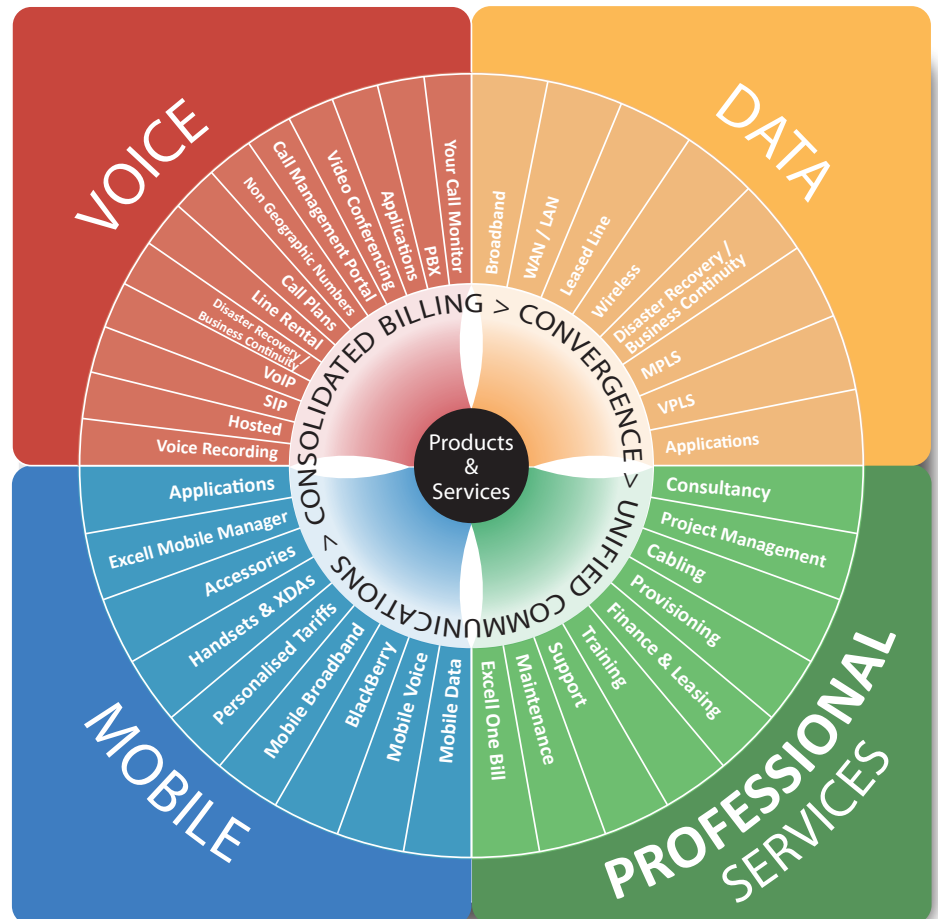 VOICE
Voice Recording
Hosted
SIP
VoIP
Disaster Recovery /
Business Continuity
Line Rental
Call Plans
Non Geographic Numbers
Call Management Portal
Video Conferencing
Applications
PBX
Your Call Monitor
DATA
Broadband
WAN / LAN
Leased Line
Wireless
Disaster Recovery /
Business Continuity
MPLS
VPLS
Applications
CONSOLIDATED BILLING > CONVERGENCE > UNIFIED COMMUNICATIONS >
Products
&
Services
MOBILE
Applications
Excell Mobile Manager
Accessories
Handsets & XDAs
Personalised Tariffs
Mobile Broadband
BlackBerry
Mobile Voice
Mobile Data
PROFESSIONAL
SERVICES
Consultancy
Project Management
Cabling
Provisioning
Finance & Leasing
Training
Support
Maintenance
Excell One Bill